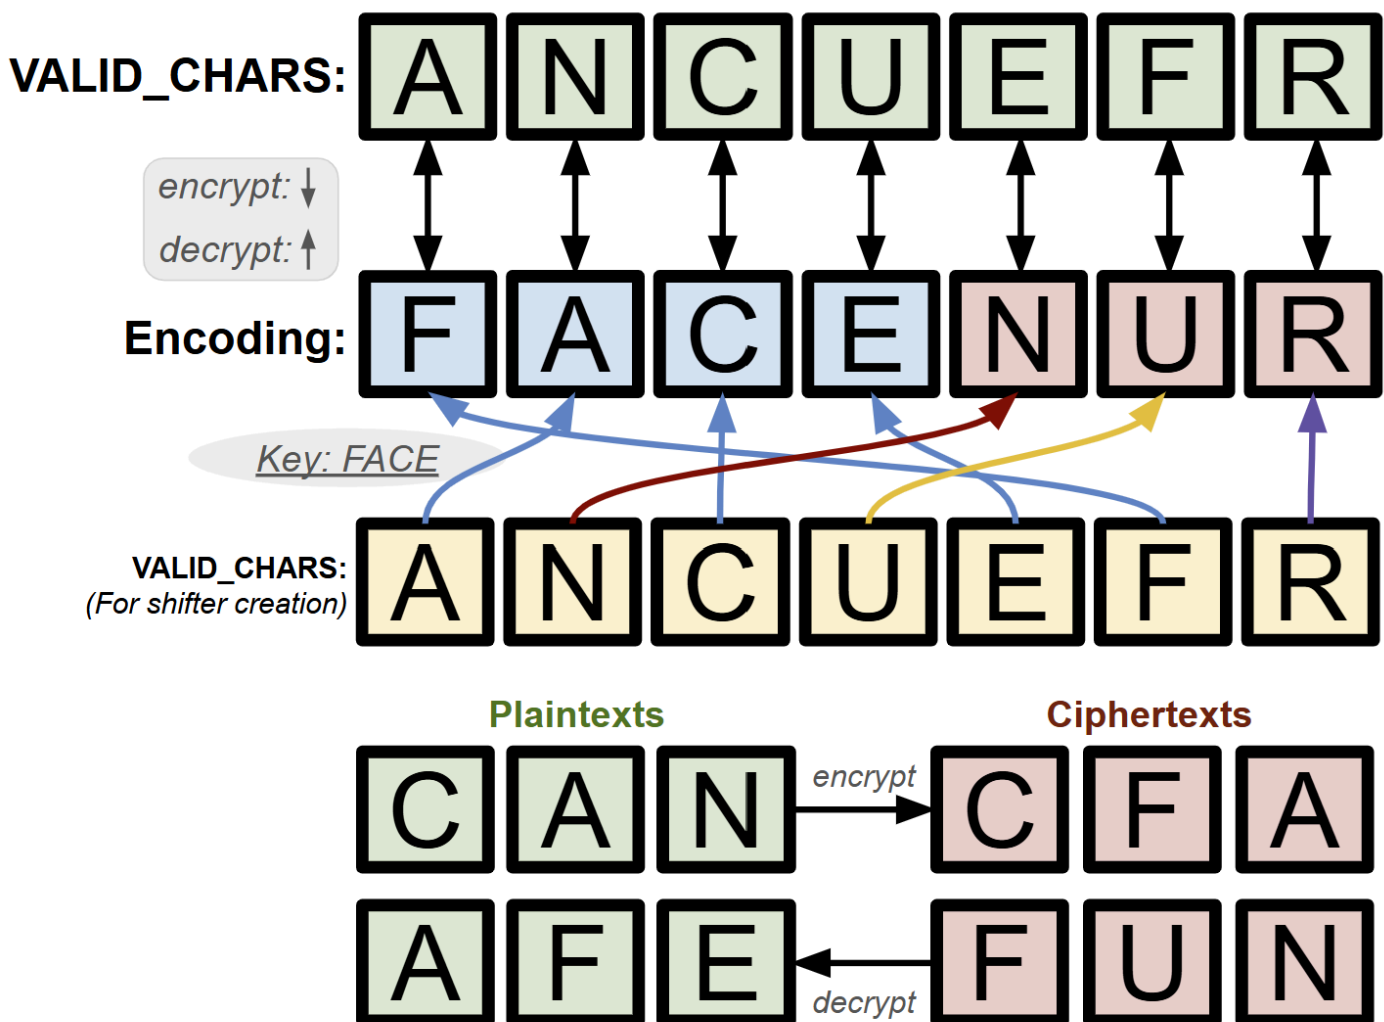 VALID_CHARS: A N C U E F R
encrypt: ↓
decrypt: ↑
Encoding: F A C E N U R
Key: FACE
VALID_CHARS: A N C U E F R
(For shifter creation)
Plaintexts Ciphertexts
C A N encrypt C F A
A F E decrypt F U N